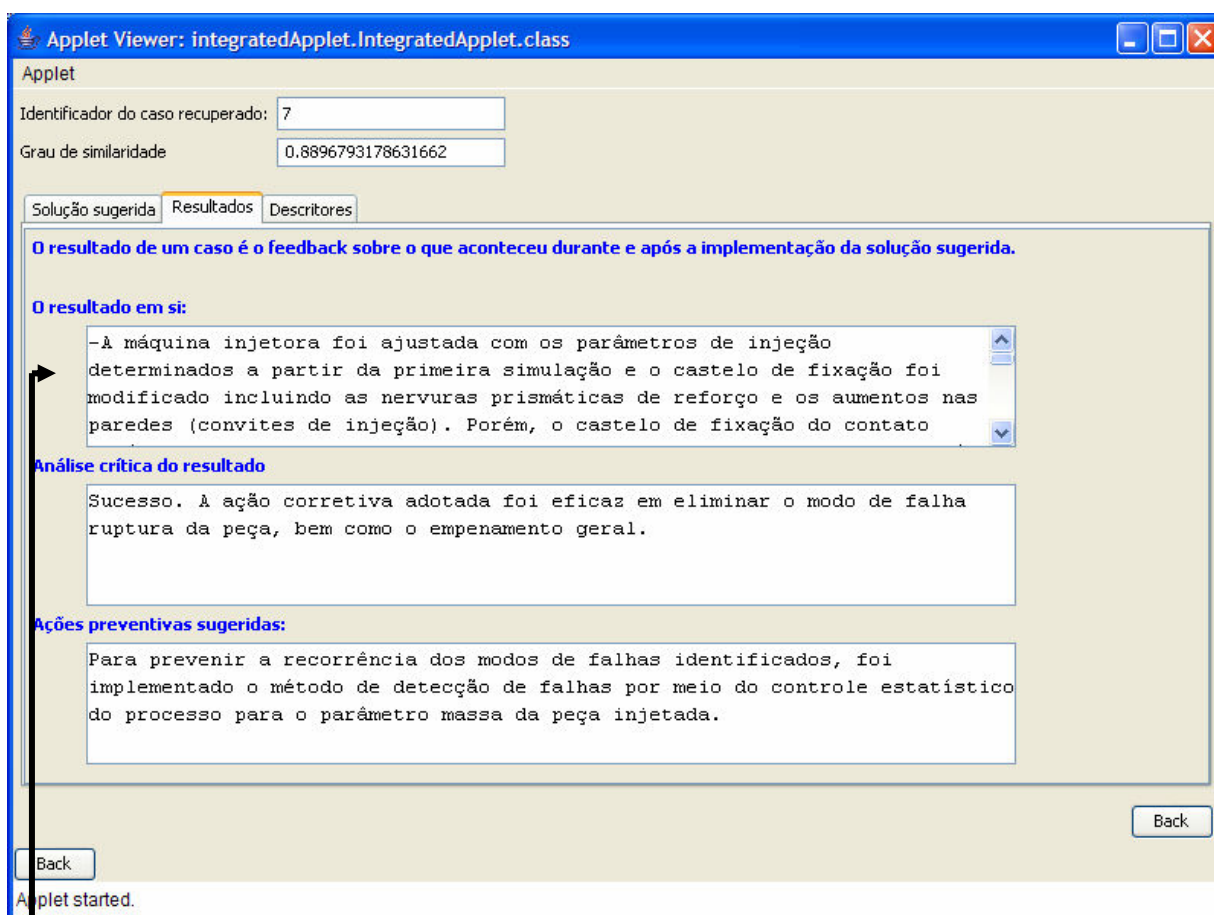 Applet Viewer: integratedApplet.IntegratedApplet.class
Applet
Identificador do caso recuperado: 7
Grau de similaridade 0.8896793178631662
Solução sugerida Resultados Descritores
O resultado de um caso é o feedback sobre o que aconteceu durante e após a implementação da solução sugerida.
O resultado em si:
-A máquina injetora foi ajustada com os parâmetros de injeção
determinados a partir da primeira simulação e o castelo de fixação foi
modificado incluindo as nervuras prismáticas de reforço e os aumentos nas
paredes (convites de injeção). Porém, o castelo de fixação do contato
Análise crítica do resultado
Sucesso. A ação corretiva adotada foi eficaz em eliminar o modo de falha
ruptura da peça, bem como o empenamento geral.
Ações preventivas sugeridas:
Para prevenir a recorrência dos modos de falhas identificados, foi
implementado o método de detecção de falhas por meio do controle estatístico
do processo para o parâmetro massa da peça injetada.
Back
Back
Applet started.